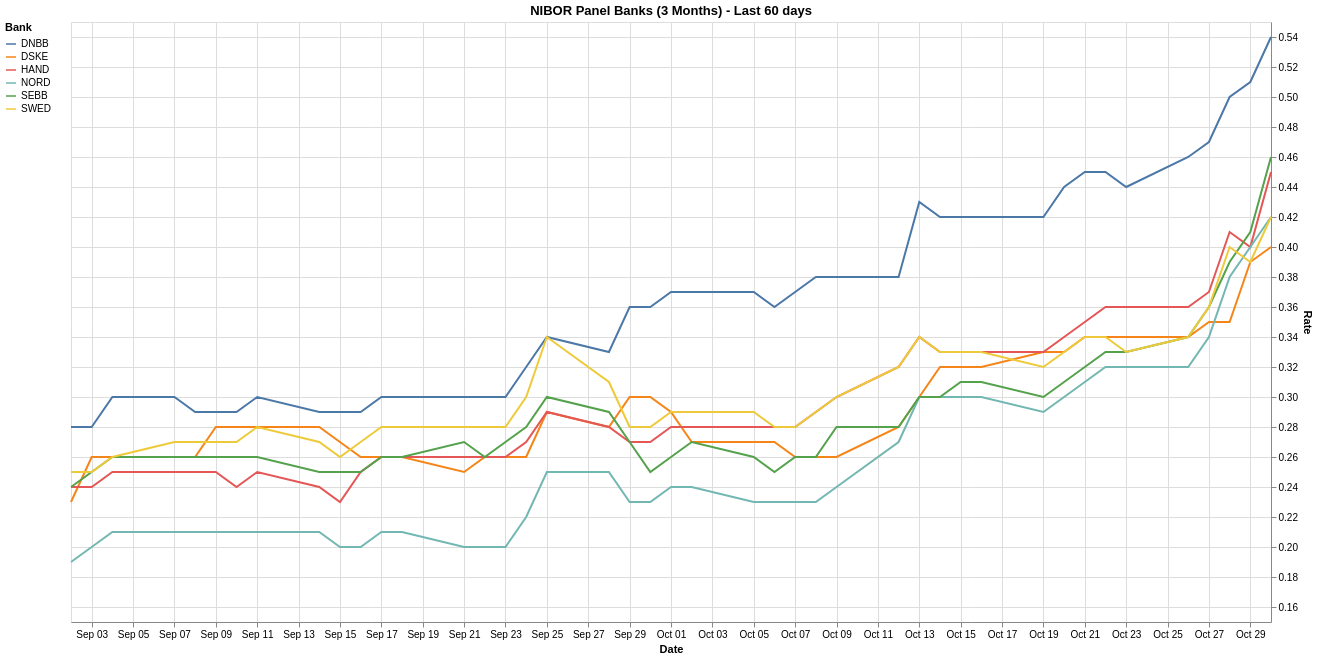 NIBOR Panel Banks (3 Months) - Last 60 days
Bank
DNBB
DSKE
HAND
NORD
SEBB
SWED
0.54
0.52
0.50
0.48
0.46
0.44
0.42
0.40
0.38
0.36
0.34
0.32
0.30
0.28
0.26
0.24
0.22
0.20
0.18
0.16
Rate
Sep 03 Sep 05 Sep 07 Sep 09 Sep 11 Sep 13 Sep 15 Sep 17 Sep 19 Sep 21 Sep 23 Sep 25 Sep 27 Sep 29 Oct 01 Oct 03 Oct 05 Oct 07 Oct 09 Oct 11 Oct 13 Oct 15 Oct 17 Oct 19 Oct 21 Oct 23 Oct 25 Oct 27 Oct 29
Date